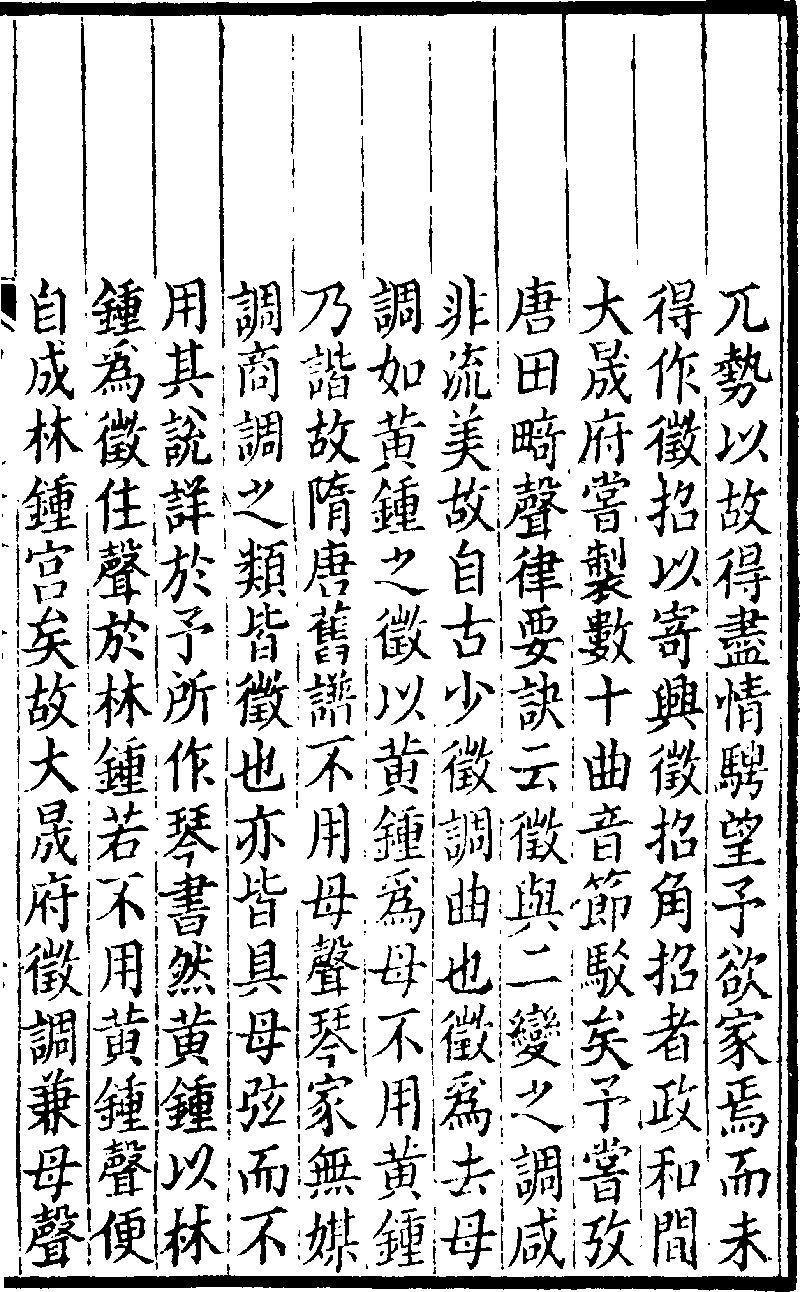 兀勢以故得盡情騁望予欲家焉而未
得作徵招以寄興徵招角招者政和間
大晟府嘗製數十曲音節駁矣予嘗攷
唐田畸聲律要訣云徵與二變之調咸
非流美故自古少徵調曲也徵爲去母
調如黄鍾之徵以黄鍾爲母不用黄鍾
乃諧故隋唐舊譜不用母聲琴家無媒
調商調之類皆徵也亦皆具母弦而不
用其說詳於予所作琴書然黄鍾以林
鍾爲徵住聲於林鍾若不用黄鍾聲便
自成林鍾宫矣故大晟府徵調兼母聲